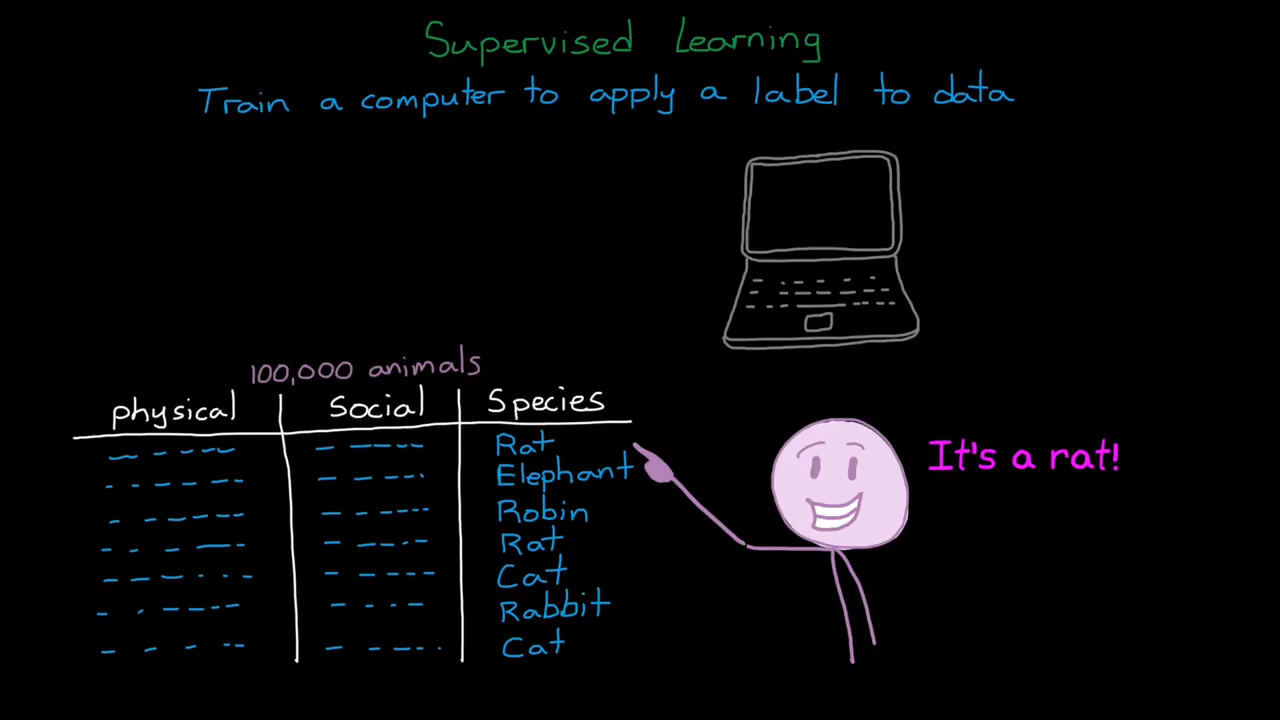 Supervised Learning
Train a computer to apply a label to data
100,000 animals
physical Social Species
Rat
Elephant
Robin
Rat
Cat
Rabbit
Cat
It's a rat!